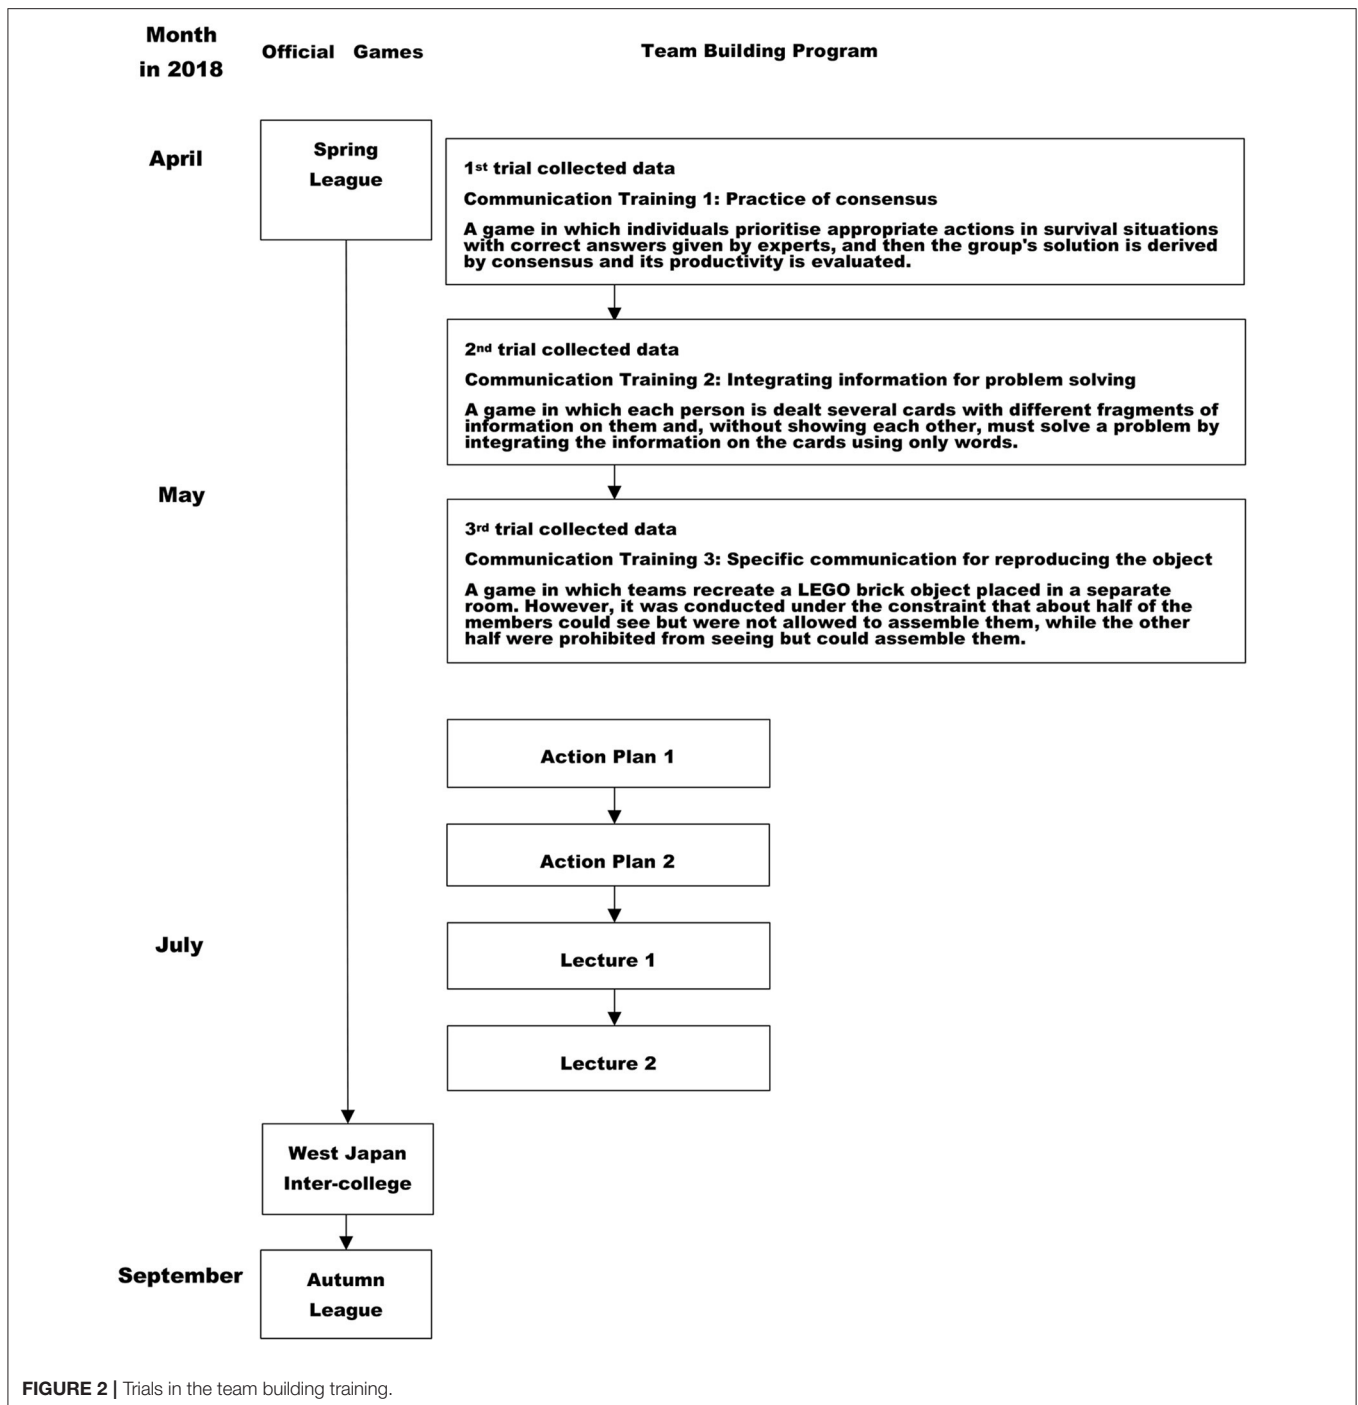 Month
in 2018
Official Games
Team Building Program
April
Spring
League
1st trial collected data
Communication Training 1: Practice of consensus
A game in which individuals prioritise appropriate actions in survival situations
with correct answers given by experts, and then the group's solution is derived
by consensus and its productivity is evaluated.
2nd trial collected data
Communication Training 2: Integrating information for problem solving
A game in which each person is dealt several cards with different fragments of
information on them and, without showing each other, must solve a problem by
integrating the information on the cards using only words.
May
3rd trial collected data
Communication Training 3: Specific communication for reproducing the object
A game in which teams recreate a LEGO brick object placed in a separate
room. However, it was conducted under the constraint that about half of the
members could see but were not allowed to assemble them, while the other
half were prohibited from seeing but could assemble them.
Action Plan 1
Action Plan 2
July
Lecture 1
Lecture 2
West Japan
Inter-college
September
Autumn
League
FIGURE 2 | Trials in the team building training.